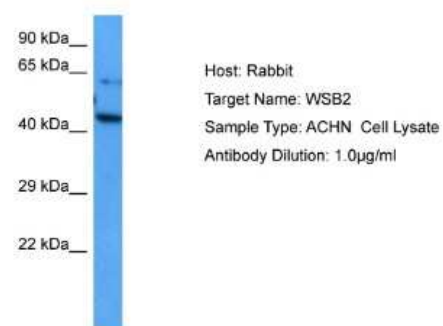 90 kDa
65 kDa
40 kDa
29 kDa
22 kDa
Host: Rabbit
Target Name: WSB2
Sample Type: ACHN Cell Lysate
Antibody Dilution: 1.0µg/ml